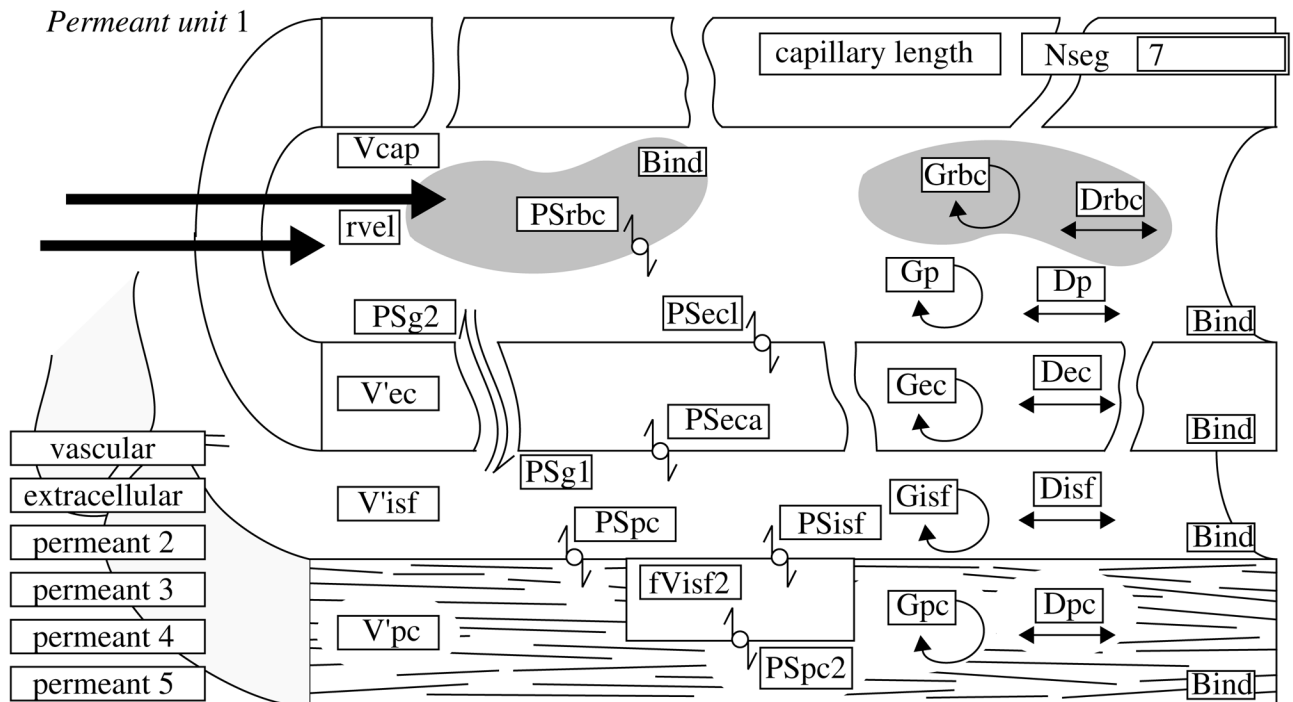 Permeant unit 1
capillary length
Nseg 7
Vcap
Bind
Grbc
Drbc
PSrbc
rvel
Gp
Dp
PSg2
PSecl
Bind
V'ec
Gec
Dec
PSeca
Bind
vascular
PSg1
extracellular
V'isf
Gisf
Disf
PSpc
PSisf
Bind
permeant 2
fVisf2
permeant 3
Gpc
Dpc
V'pc
permeant 4
PSpc2
permeant 5
Bind